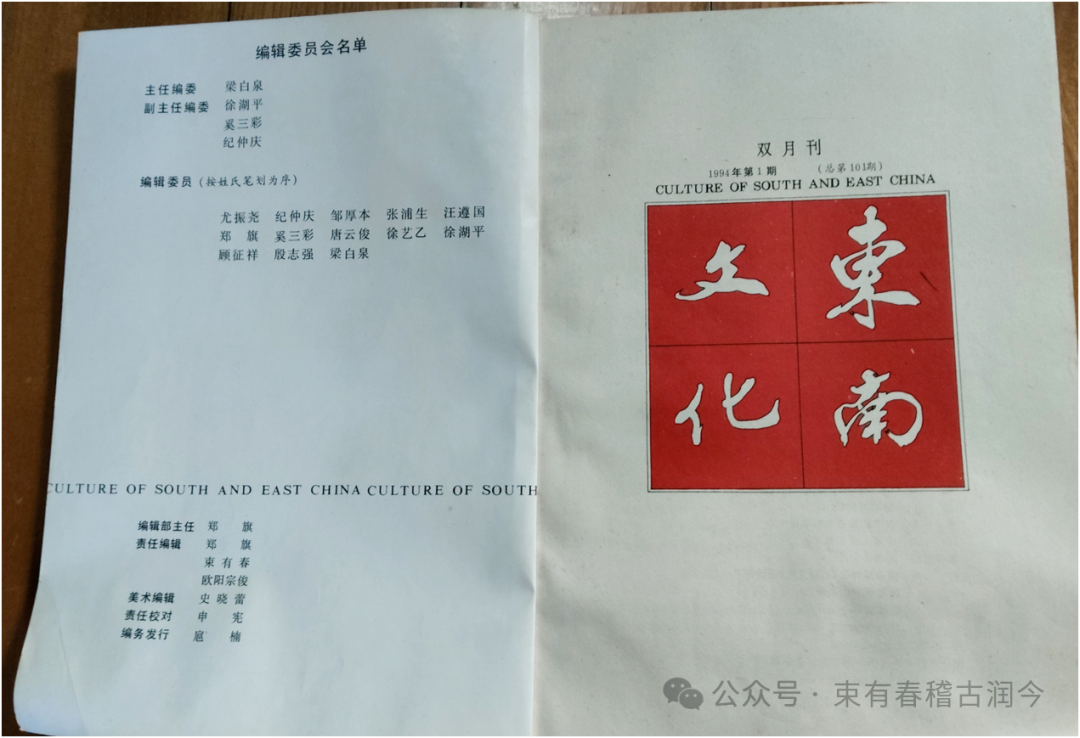 编辑委员会名单
主任编委 梁白泉
副主任编委 徐湖平
奚三彩
纪仲庆
编辑委员（按姓氏笔划为序）
尤振尧 纪仲庆 邹厚本 张浦生 汪遵国
郑 旗 奚三彩 唐云俊 徐艺乙 徐湖平
顾征祥 殷志强 梁白泉
CULTURE OF SOUTH AND EAST CHINA CULTURE OF SOUTH
编辑部主任 郑 旗
责任编辑 郑 旗
束有春
欧阳宗俊
美术编辑 史晓蕾
责任校对 申 宪
编务发行 扈 楠
双月刊
1994年第1期 （总第101期）
CULTURE OF SOUTH AND EAST CHINA
東南
文化
公众号·束有春稽古润今